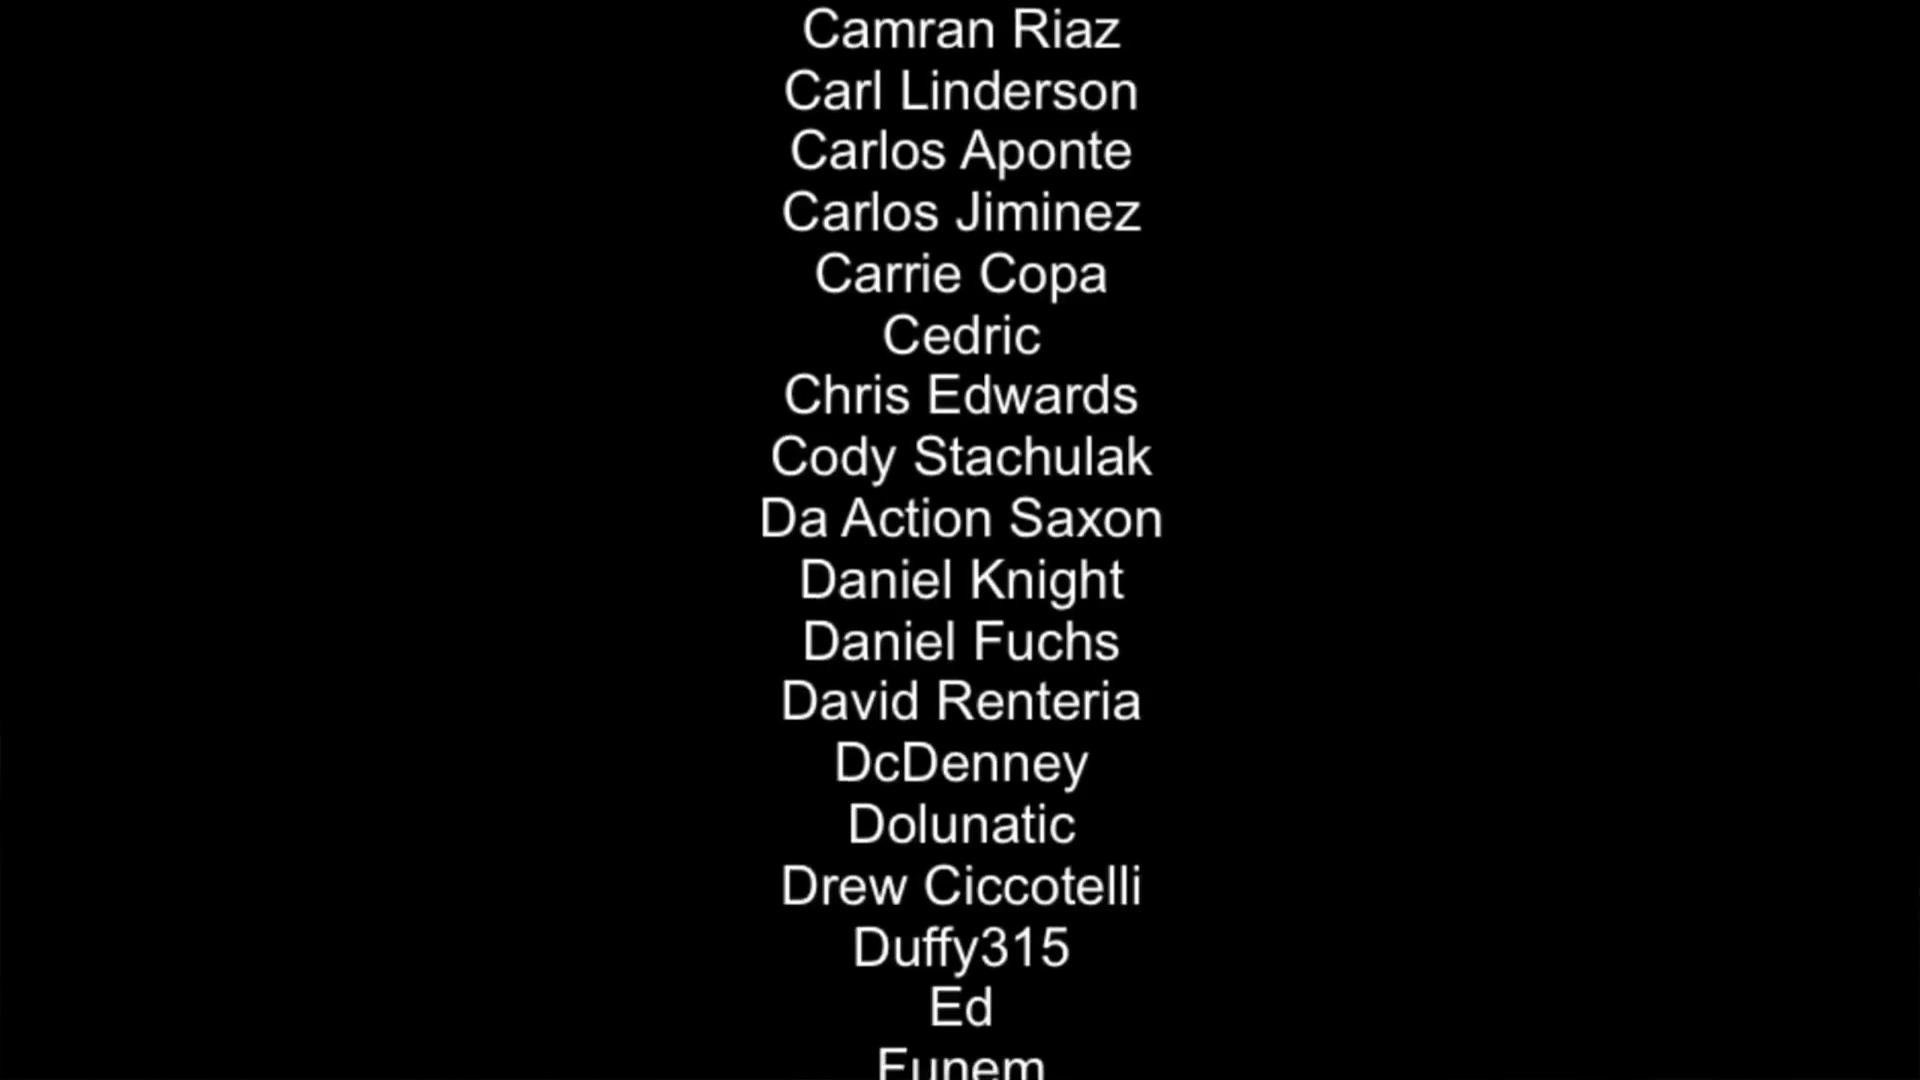 Camran Riaz
Carl Linderson
Carlos Aponte
Carlos Jiminez
Carrie Copa
Cedric
Chris Edwards
Cody Stachulak
Da Action Saxon
Daniel Knight
Daniel Fuchs
David Renteria
DcDenney
Dolunatic
Drew Ciccotelli
Duffy315
Ed